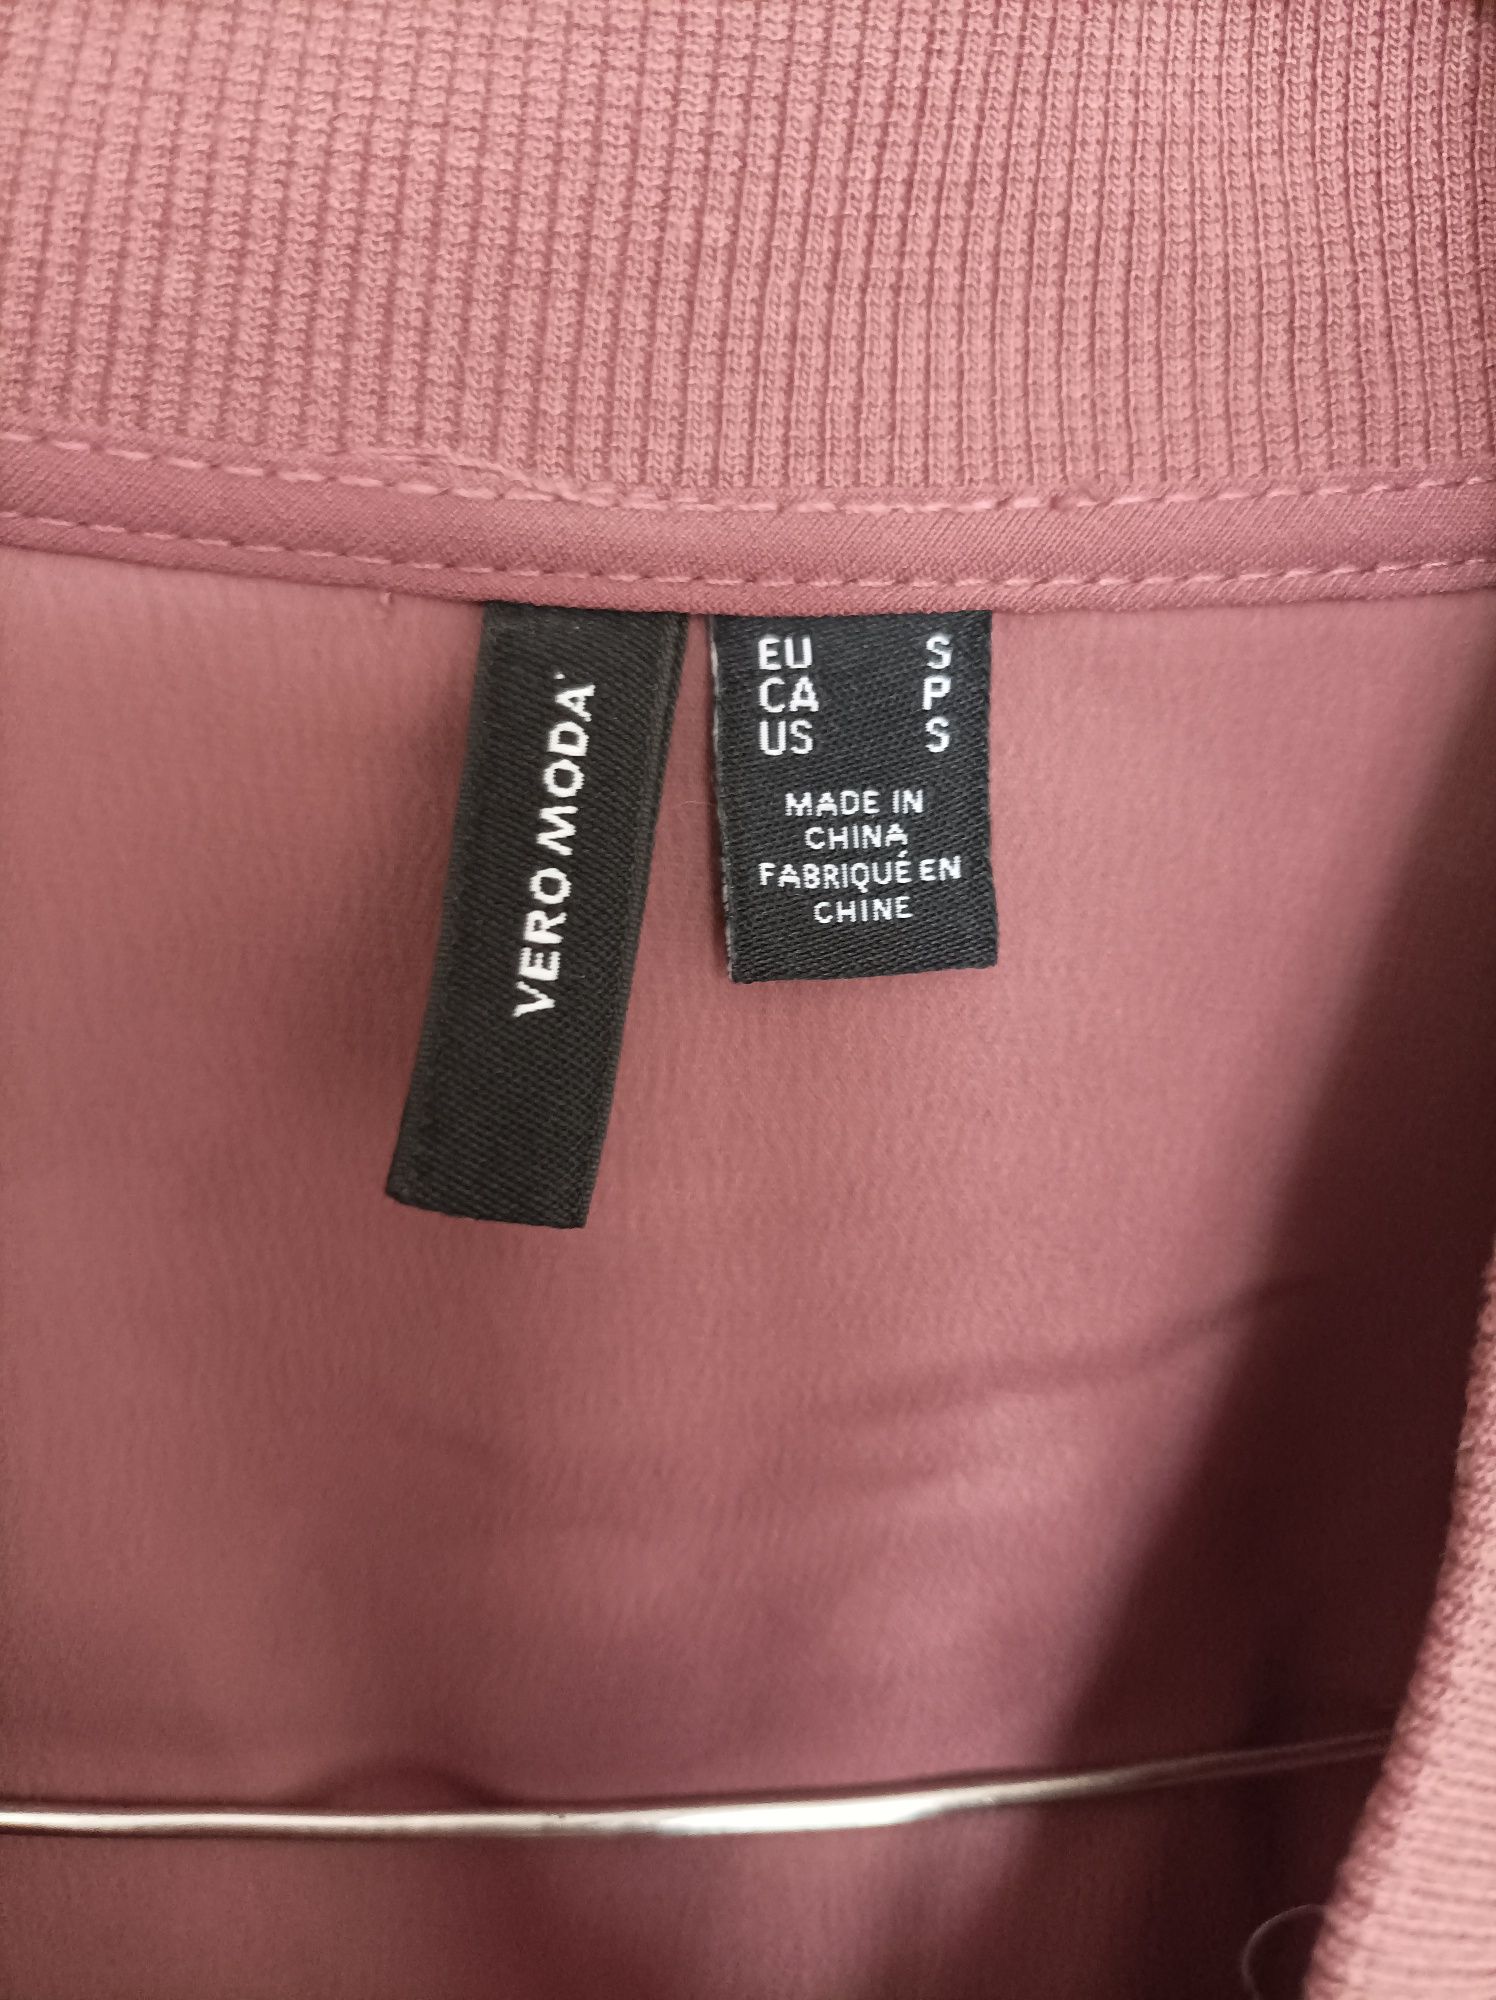 VERO MODA
EU S
CA P
US S
MADE IN
CHINA
FABRIQUÉ EN
CHINE